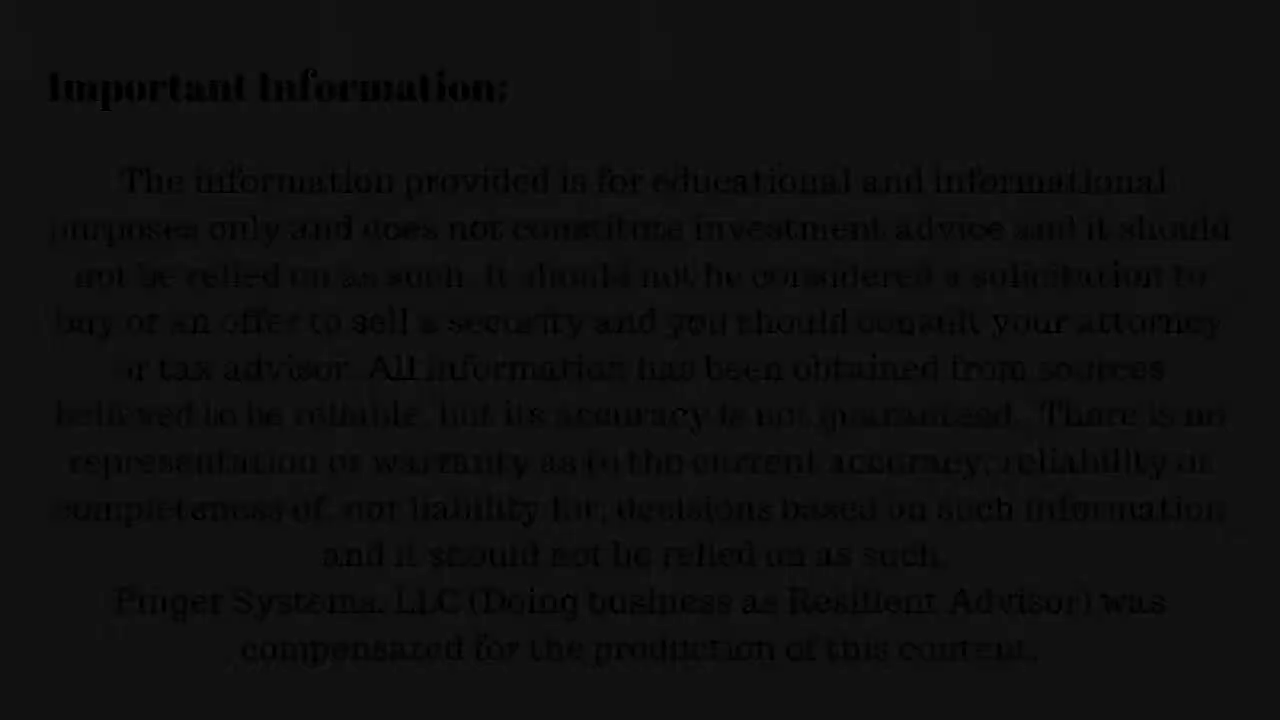 Important Information:
The information provided is for educational and informational
purposes only and does not constitute investment advice and it should
not be relied on as such. It should not be considered a solicitation to
buy or an offer to sell a security and you should consult your attorney
or tax advisor. All information has been obtained from sources
believed to be reliable, but its accuracy is not guaranteed. There is no
representation or warranty as to the current accuracy, reliability or
completeness of, nor liability for, decisions based on such information
and it should not be relied on as such.
Pinger Systems, LLC (Doing business as Resilient Advisor) was
compensated for the production of this content.